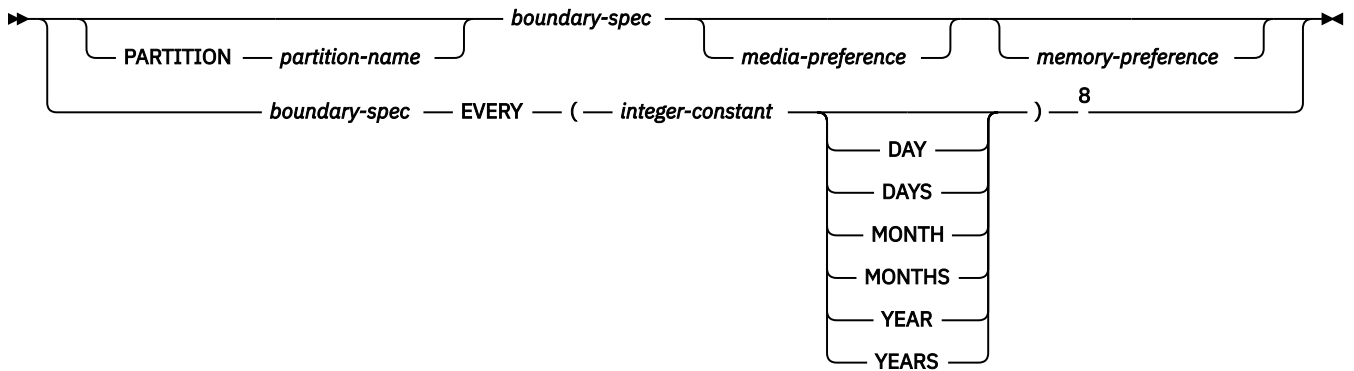 boundary-spec
PARTITION partition-name media-preference memory-preference
8
boundary-spec EVERY ( integer-constant )
DAY
DAYS
MONTH
MONTHS
YEAR
YEARS